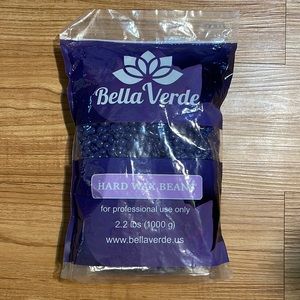 Bella Verde
HARD WAX BEANS
for professional use only
2.2 lbs (1000 g)
www.bellaverde.us